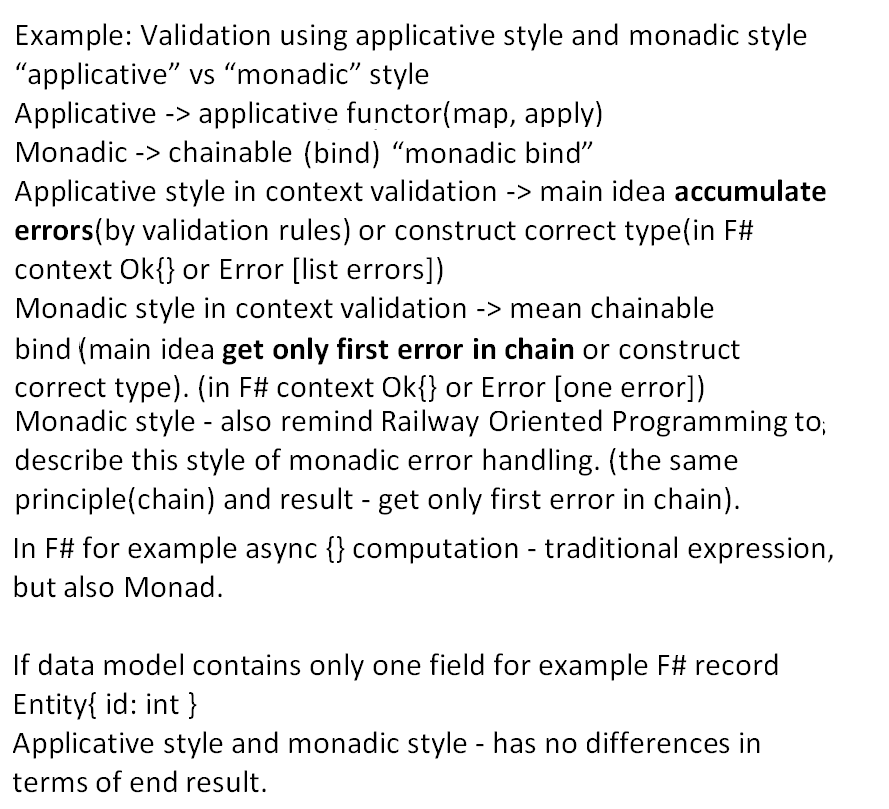 Example: Validation using applicative style and monadic style
“applicative” vs “monadic” style
Applicative -> applicative functor(map, apply)
Monadic -> chainable (bind) “monadic bind”
Applicative style in context validation -> main idea accumulate
errors(by validation rules) or construct correct type(in F#
context Ok{} or Error [list errors])
Monadic style in context validation -> mean chainable
bind (main idea get only first error in chain or construct
correct type). (in F# context Ok{} or Error [one error])
Monadic style - also remind Railway Oriented Programming to;
describe this style of monadic error handling. (the same
principle(chain) and result - get only first error in chain).
In F# for example async {} computation - traditional expression,
but also Monad.
If data model contains only one field for example F# record
Entity{ id: int }
Applicative style and monadic style - has no differences in
terms of end result.